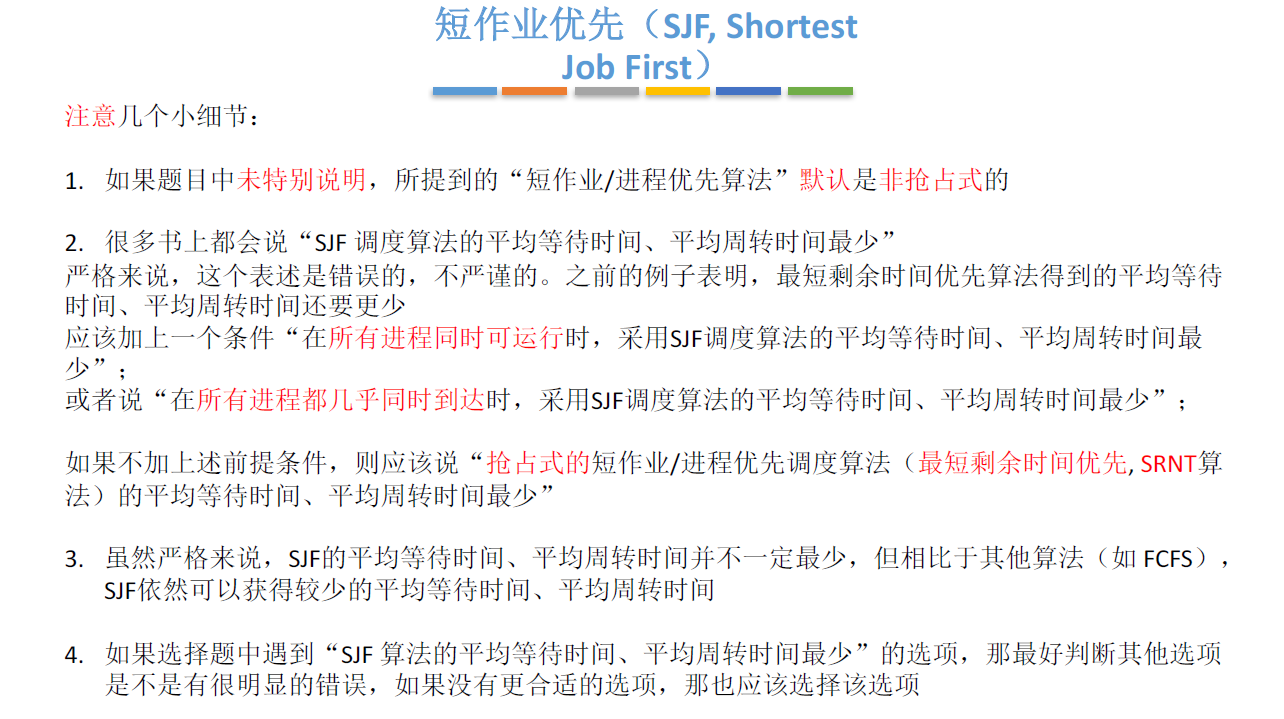 短作业优先（SJF, Shortest
Job First）
注意几个小细节：
1. 如果题目中未特别说明，所提到的“短作业/进程优先算法”默认是非抢占式的
2. 很多书上都会说“SJF 调度算法的平均等待时间、平均周转时间最少”
严格来说，这个表述是错误的，不严谨的。之前的例子表明，最短剩余时间优先算法得到的平均等待
时间、平均周转时间还要更少
应该加上一个条件“在所有进程同时可运行时，采用SJF调度算法的平均等待时间、平均周转时间最
少”；
或者说“在所有进程都几乎同时到达时，采用SJF调度算法的平均等待时间、平均周转时间最少”；
如果不加上述前提条件，则应该说“抢占式的短作业/进程优先调度算法（最短剩余时间优先, SRNT算
法）的平均等待时间、平均周转时间最少”
3. 虽然严格来说，SJF的平均等待时间、平均周转时间并不一定最少，但相比于其他算法（如 FCFS），
SJF依然可以获得较少的平均等待时间、平均周转时间
4. 如果选择题中遇到“SJF 算法的平均等待时间、平均周转时间最少”的选项，那最好判断其他选项
是不是有很明显的错误，如果没有更合适的选项，那也应该选择该选项